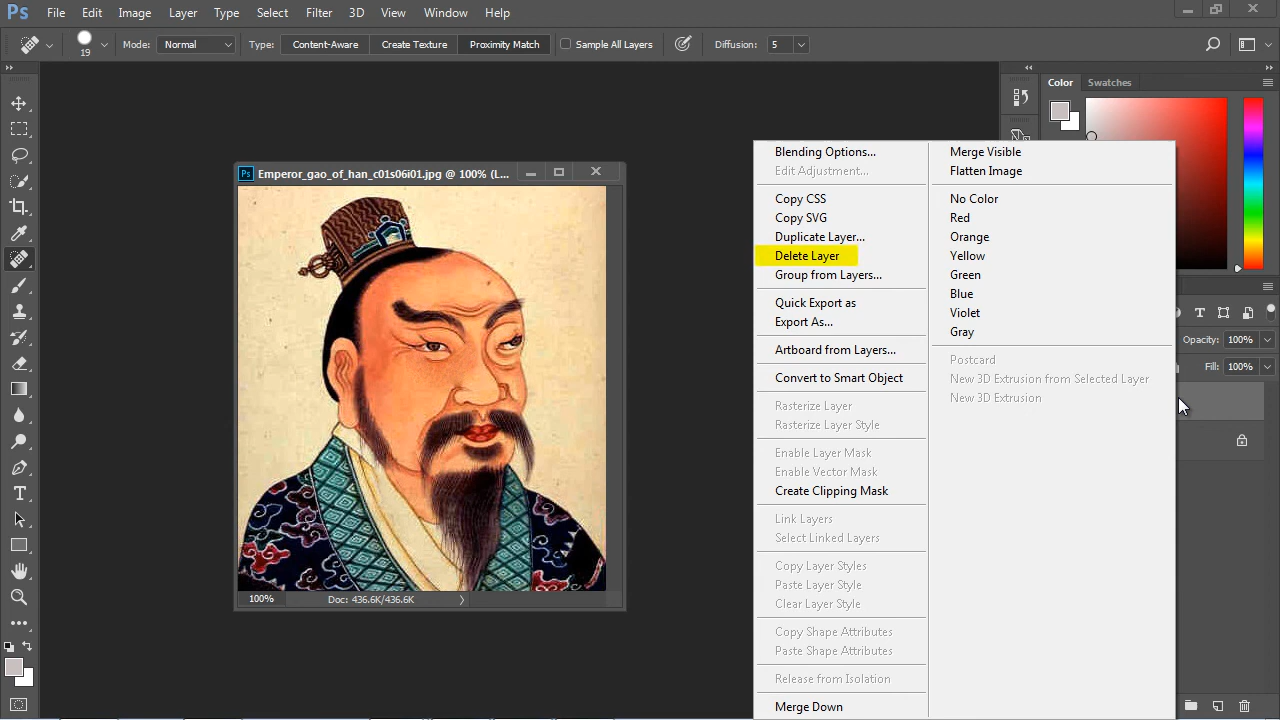 Ps File Edit Image Layer Type Select Filter 3D View Window Help
19 Mode: Normal Type: Content-Aware Create Texture Proximity Match Sample All Layers Diffusion: 5
Color Swatches
Ps Emperor_gao_of_han_c01s06i01.jpg @ 100% (L...
100% Doc: 436.6K/436.6K
Blending Options...
Edit Adjustment...
Copy CSS
Copy SVG
Duplicate Layer...
Delete Layer
Group from Layers...
Quick Export as
Export As...
Artboard from Layers...
Convert to Smart Object
Rasterize Layer
Rasterize Layer Style
Enable Layer Mask
Enable Vector Mask
Create Clipping Mask
Link Layers
Select Linked Layers
Copy Layer Styles
Paste Layer Style
Clear Layer Style
Copy Shape Attributes
Paste Shape Attributes
Release from Isolation
Merge Down
Merge Visible
Flatten Image
No Color
Red
Orange
Yellow
Green
Blue
Violet
Gray
Postcard
New 3D Extrusion from Selected Layer
New 3D Extrusion
Opacity: 100%
Fill: 100%